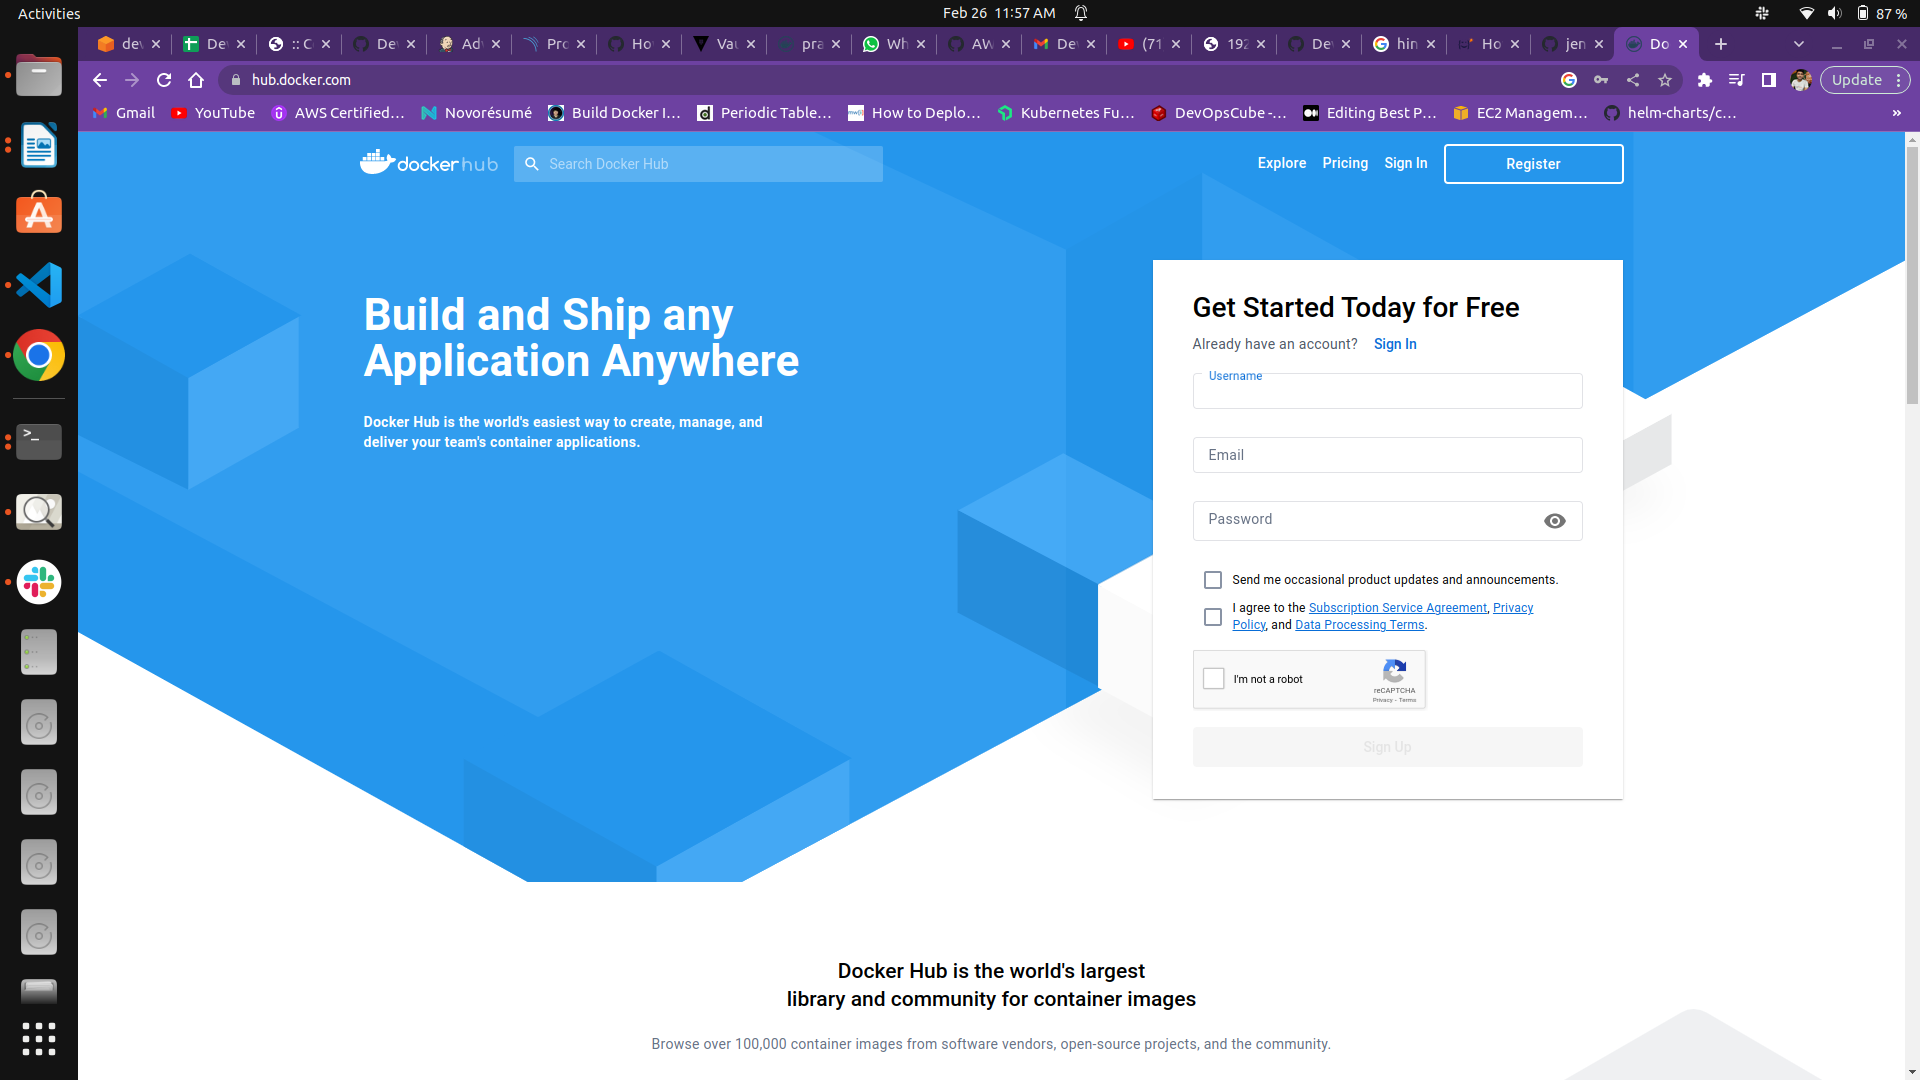 Activities
Feb 26 11:57 AM
87 %
dev
Dev
:: C
Dev
Adv
Pro
Ho
Vau
pra
Wh
AW
Dev
(71
192
Dev
hin
Ho
jen
Do
hub.docker.com
Update
Gmail
YouTube
AWS Certified…
Novorésumé
Build Docker I…
Periodic Table…
How to Deplo…
Kubernetes Fu…
DevOpsCube -…
Editing Best P…
EC2 Managem…
helm-charts/c…
»
docker hub
Search Docker Hub
Explore
Pricing
Sign In
Register
Build and Ship any
Application Anywhere
Docker Hub is the world's easiest way to create, manage, and
deliver your team's container applications.
Get Started Today for Free
Already have an account? Sign In
Username
Email
Password
Send me occasional product updates and announcements.
I agree to the Subscription Service Agreement, Privacy
Policy, and Data Processing Terms.
I'm not a robot
reCAPTCHA
Privacy - Terms
Sign Up
Docker Hub is the world's largest
library and community for container images
Browse over 100,000 container images from software vendors, open-source projects, and the community.